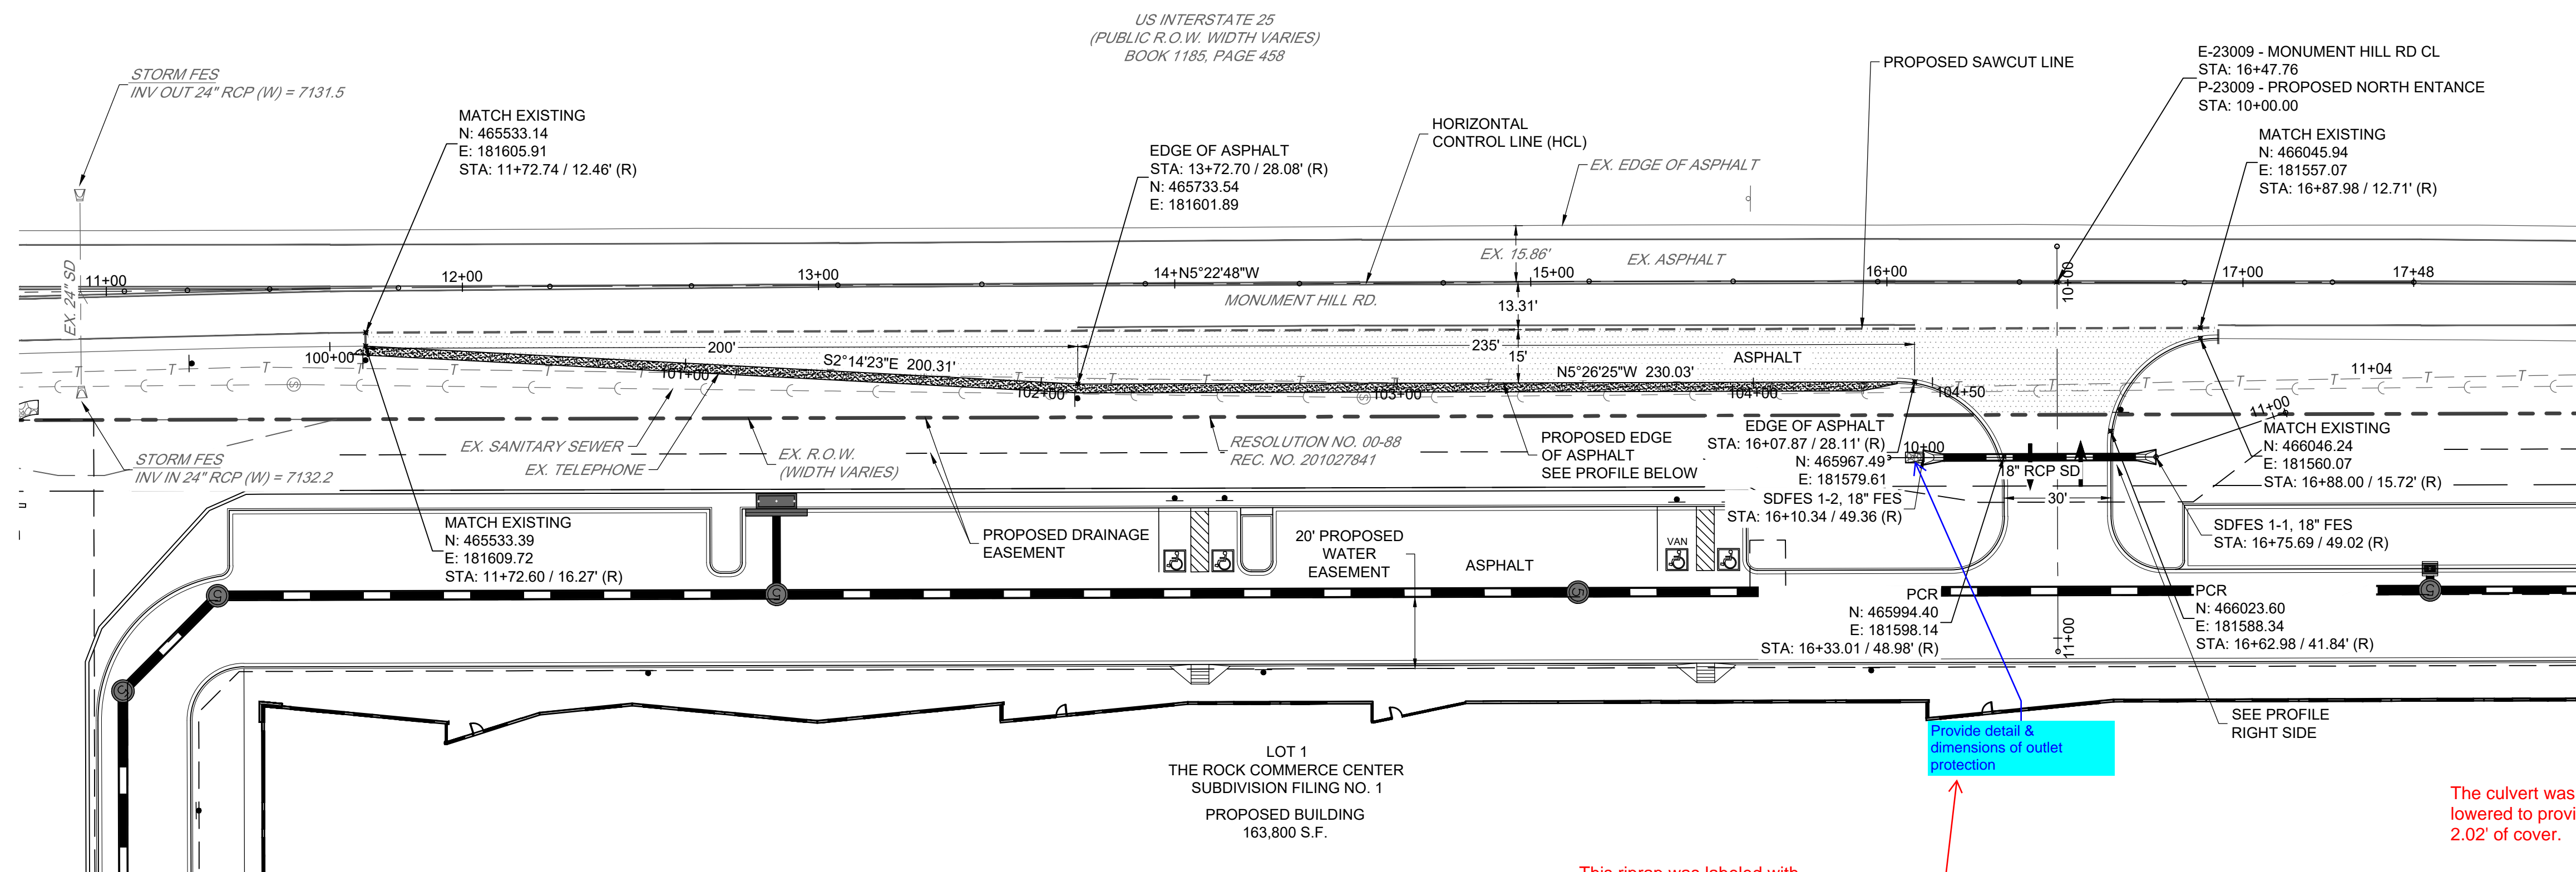 US INTERSTATE 25
(PUBLIC R.O.W. WIDTH VARIES)
BOOK 1185, PAGE 458
STORM FES
INV OUT 24" RCP (W) = 7131.5
MATCH EXISTING
N: 465533.14
E: 181605.91
STA: 11+72.74 / 12.46' (R)
EDGE OF ASPHALT
STA: 13+72.70 / 28.08' (R)
N: 465733.54
E: 181601.89
HORIZONTAL
CONTROL LINE (HCL)
EX. EDGE OF ASPHALT
PROPOSED SAWCUT LINE
E-23009 - MONUMENT HILL RD CL
STA: 16+47.76
P-23009 - PROPOSED NORTH ENTANCE
STA: 10+00.00
MATCH EXISTING
N: 466045.94
E: 181557.07
STA: 16+87.98 / 12.71' (R)
EX. 24" SD
11+00
12+00
13+00
14+
N5°22'48"W
EX. 15.86'
15+00
EX. ASPHALT
16+00
10+00
17+00
17+48
MONUMENT HILL RD.
13.31'
100+00
200'
S2°14'23"E 200.31'
101+00
102+00
235'
15'
ASPHALT
N5°26'25"W 230.03'
103+00
104+00
104+50
11+04
11+00
T T T T T T T T T T T T T
S
S
STORM FES
INV IN 24" RCP (W) = 7132.2
EX. SANITARY SEWER
EX. TELEPHONE
EX. R.O.W.
(WIDTH VARIES)
RESOLUTION NO. 00-88
REC. NO. 201027841
PROPOSED EDGE
OF ASPHALT
SEE PROFILE BELOW
EDGE OF ASPHALT
STA: 16+07.87 / 28.11' (R)
N: 465967.49
E: 181579.61
10+00
18" RCP SD
30'
SDFES 1-2, 18" FES
STA: 16+10.34 / 49.36' (R)
MATCH EXISTING
N: 466046.24
E: 181560.07
STA: 16+88.00 / 15.72' (R)
SDFES 1-1, 18" FES
STA: 16+75.69 / 49.02 (R)
MATCH EXISTING
N: 465533.39
E: 181609.72
STA: 11+72.60 / 16.27' (R)
PROPOSED DRAINAGE
EASEMENT
20' PROPOSED
WATER
EASEMENT
ASPHALT
VAN
PCR
N: 465994.40
E: 181598.14
STA: 16+33.01 / 48.98' (R)
11+00
PCR
N: 466023.60
E: 181588.34
STA: 16+62.98 / 41.84' (R)
SEE PROFILE
RIGHT SIDE
Provide detail &
dimensions of outlet
protection
LOT 1
THE ROCK COMMERCE CENTER
SUBDIVISION FILING NO. 1
PROPOSED BUILDING
163,800 S.F.
The culvert was
lowered to provi
2.02' of cover.
This riprap was labeled with